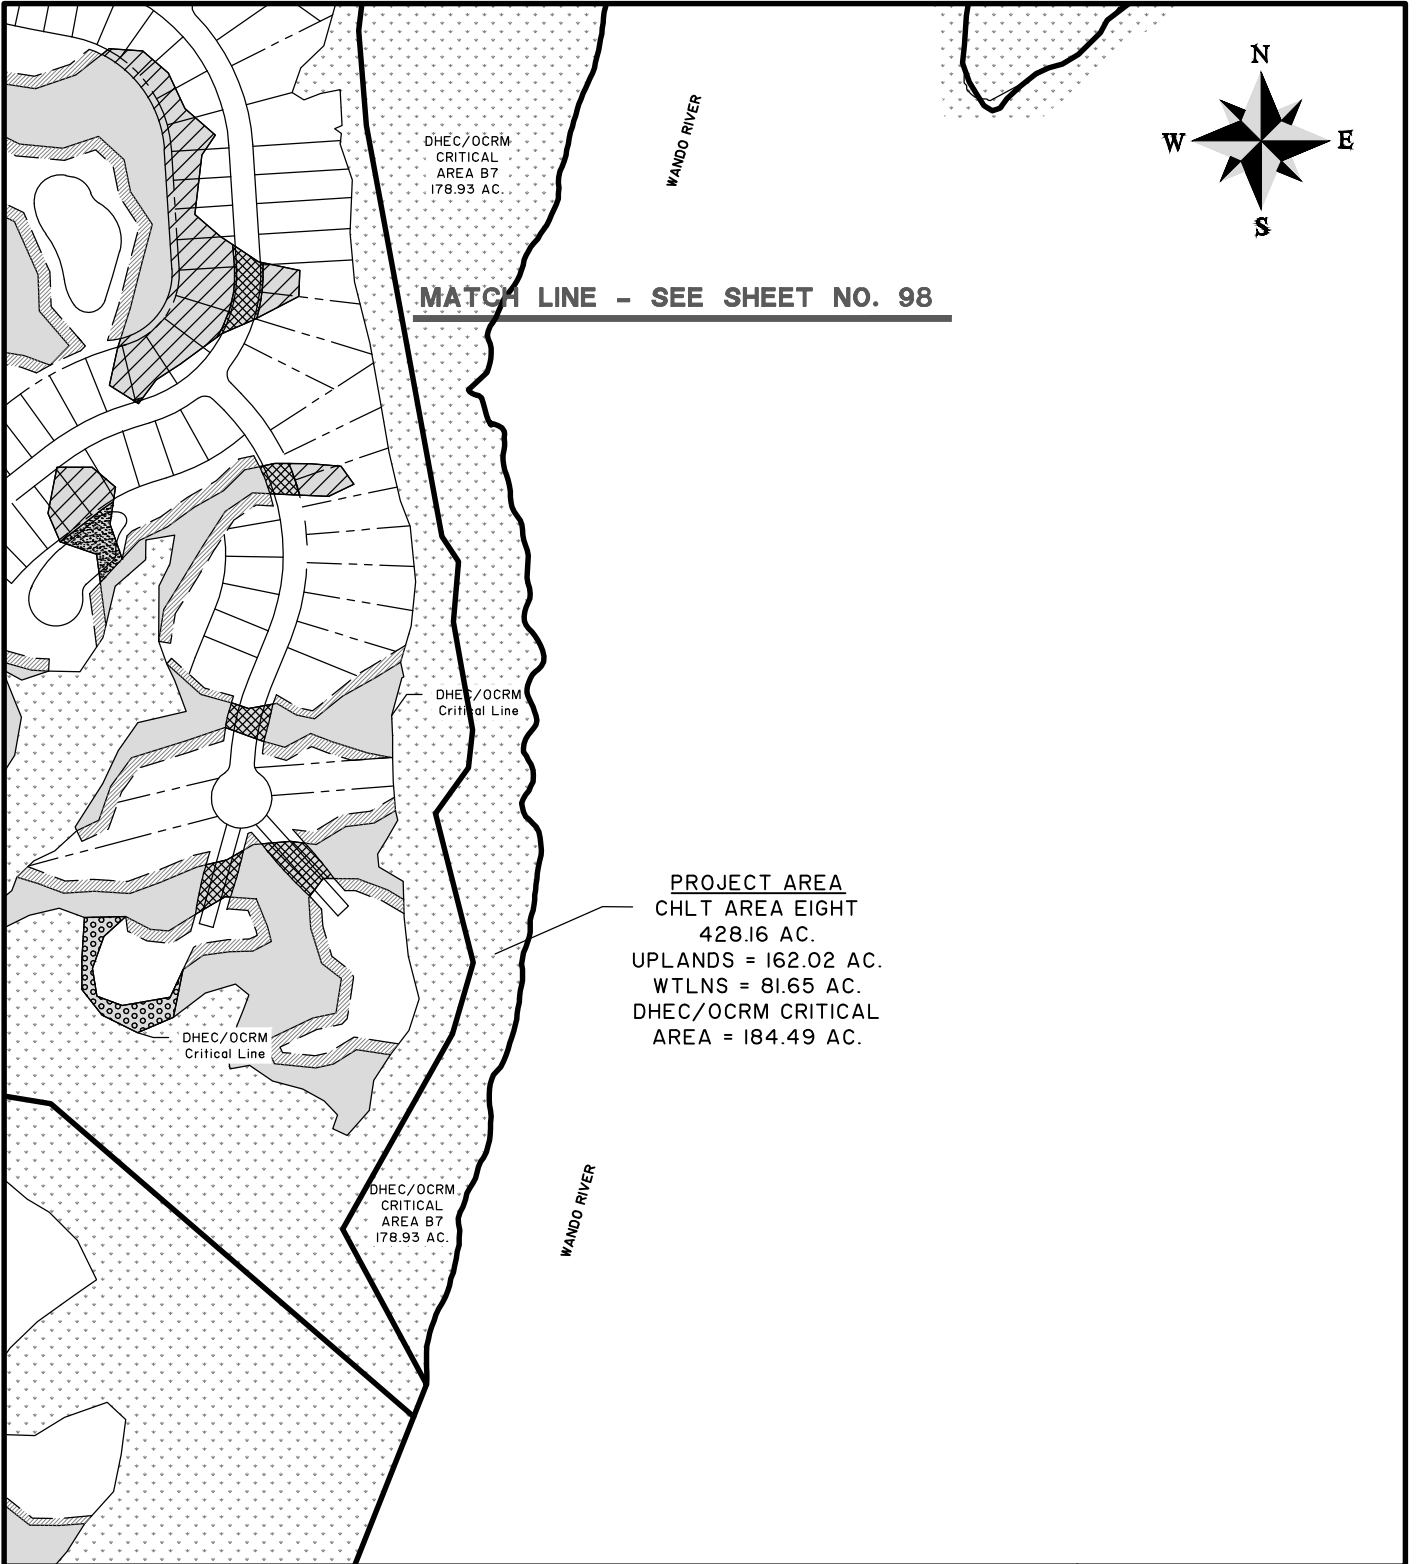 N
W
E
S
WANDO RIVER
DHEC/OCRM
CRITICAL
AREA B7
178.93 AC.
MATCH LINE - SEE SHEET NO. 98
DHEC/OCRM
Critical Line
PROJECT AREA
CHLT AREA EIGHT
428.16 AC.
UPLANDS = 162.02 AC.
WTLNS = 81.65 AC.
DHEC/OCRM CRITICAL
AREA = 184.49 AC.
DHEC/OCRM
Critical Line
DHEC/OCRM
CRITICAL
AREA B7
178.93 AC.
WANDO RIVER